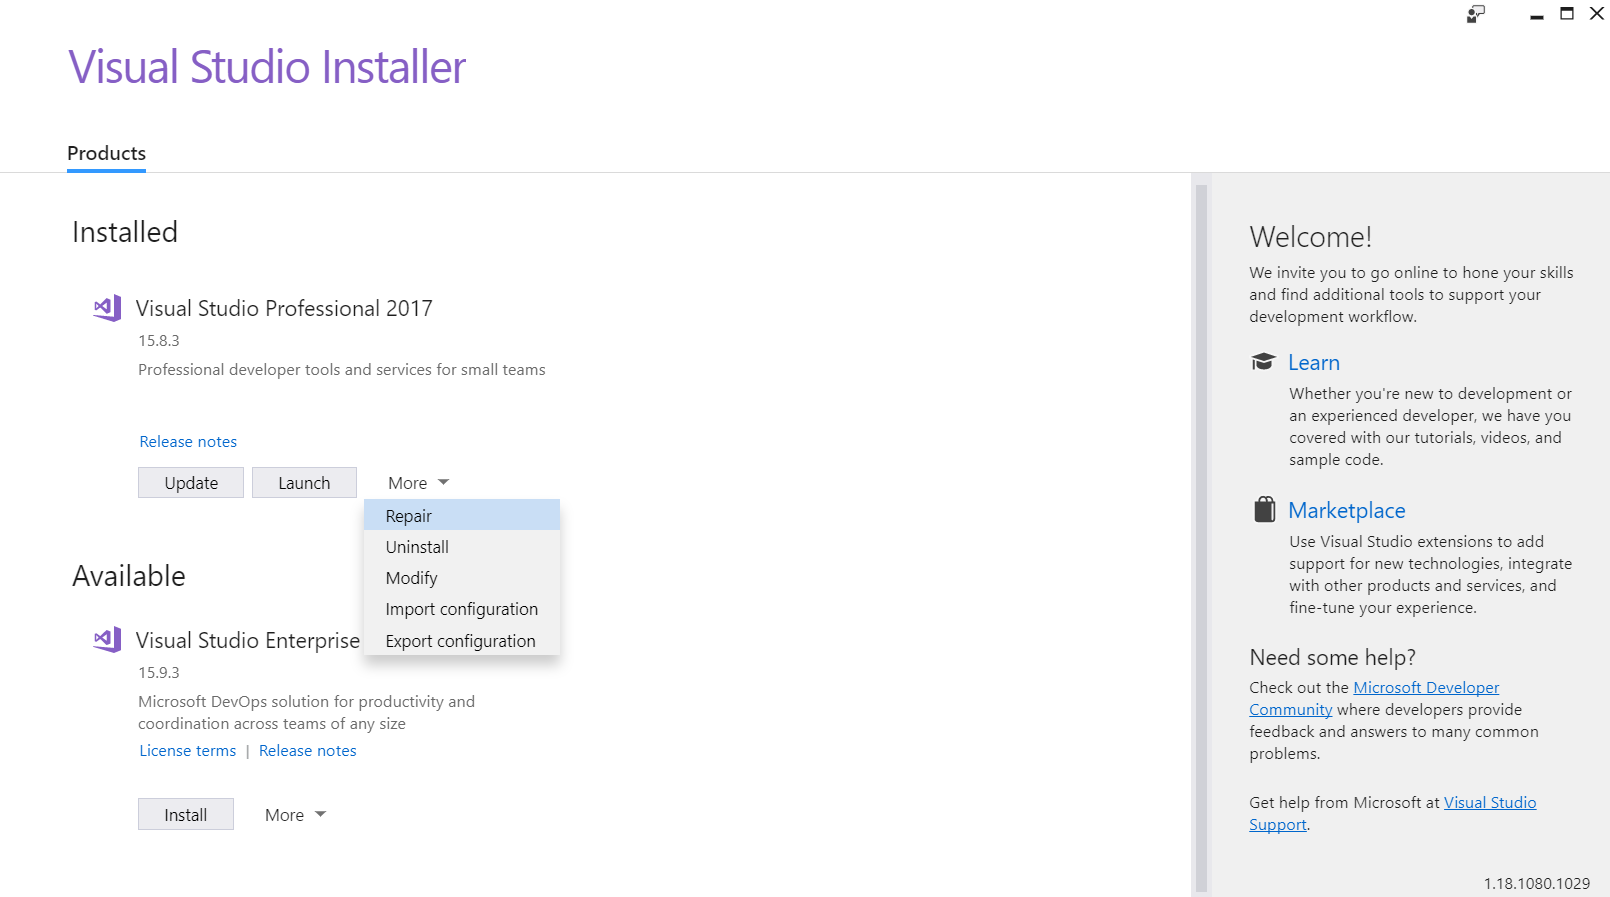 Visual Studio Installer
Products
Installed
Visual Studio Professional 2017
15.8.3
Professional developer tools and services for small teams
Release notes
Update
Launch
More
Repair
Uninstall
Modify
Import configuration
Export configuration
Available
Visual Studio Enterprise
15.9.3
Microsoft DevOps solution for productivity and
coordination across teams of any size
License terms | Release notes
Install
More
Welcome!
We invite you to go online to hone your skills
and find additional tools to support your
development workflow.
Learn
Whether you're new to development or
an experienced developer, we have you
covered with our tutorials, videos, and
sample code.
Marketplace
Use Visual Studio extensions to add
support for new technologies, integrate
with other products and services, and
fine-tune your experience.
Need some help?
Check out the Microsoft Developer
Community where developers provide
feedback and answers to many common
problems.
Get help from Microsoft at Visual Studio
Support.
1.18.1080.1029